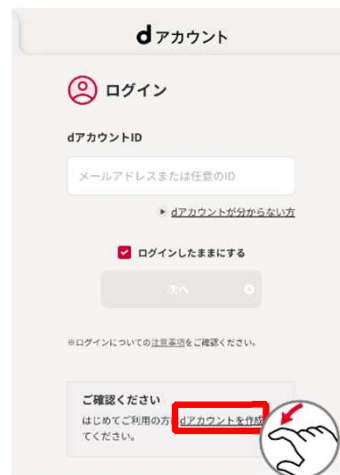 dアカウント
ログイン
dアカウントID
メールアドレスまたは任意のID
dアカウントが分からない方
ログインしたままにする
次へ
※ログインについての注意事項をご確認ください。
ご確認ください
はじめてご利用の方 dアカウントを作成
てください。